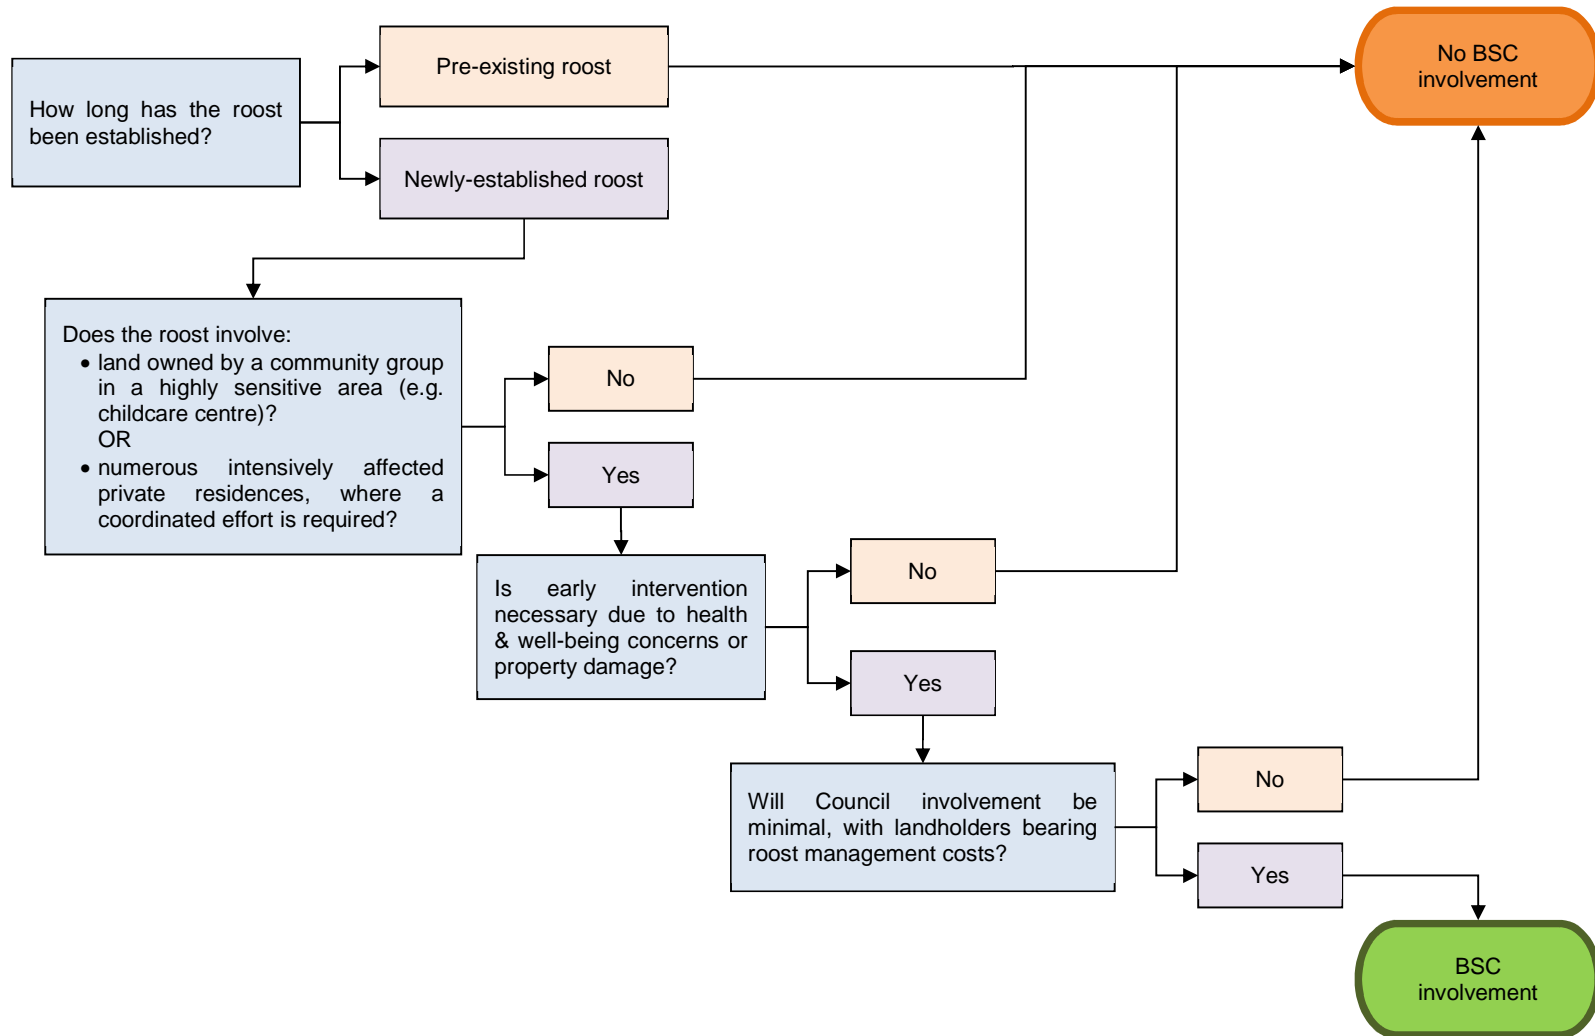 How long has the roost
been established?
Pre-existing roost
Newly-established roost
No BSC
involvement
Does the roost involve:
• land owned by a community group
in a highly sensitive area (e.g.
childcare centre)?
OR
• numerous intensively affected
private residences, where a
coordinated effort is required?
No
Yes
Is early intervention
necessary due to health
& well-being concerns or
property damage?
No
Yes
Will Council involvement be
minimal, with landholders bearing
roost management costs?
No
Yes
BSC
involvement